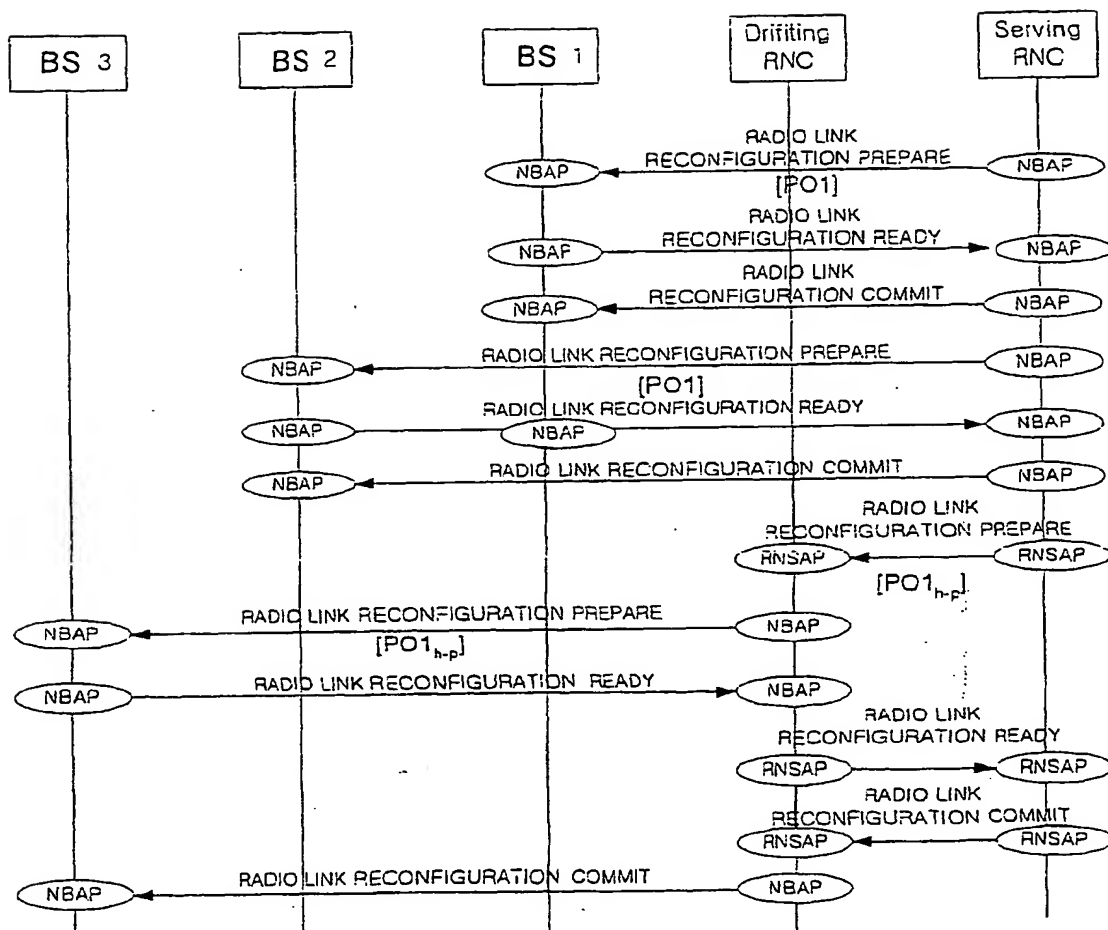 BS 3
BS 2
BS 1
Drifiting
RNC
Serving
RNC
RADIO LINK
NBAP RECONFIGURATION PREPARE NBAP
[PO1]
RADIO LINK
NBAP RECONFIGURATION READY NBAP
RADIO LINK
NBAP RECONFIGURATION COMMIT NBAP
NBAP RADIO LINK RECONFIGURATION PREPARE NBAP
[PO1]
RADIO LINK RECONFIGURATION READY
NBAP NBAP NBAP
NBAP RADIO LINK RECONFIGURATION COMMIT NBAP
RADIO LINK
RECONFIGURATION PREPARE
RNSAP RNSAP
[PO1h-p]
NBAP RADIO LINK RECONFIGURATION PREPARE NBAP
[PO1h-p]
NBAP RADIO LINK RECONFIGURATION READY NBAP
RADIO LINK
RECONFIGURATION READY
RNSAP RNSAP
RADIO LINK
RECONFIGURATION COMMIT
RNSAP RNSAP
NBAP RADIO LINK RECONFIGURATION COMMIT NBAP